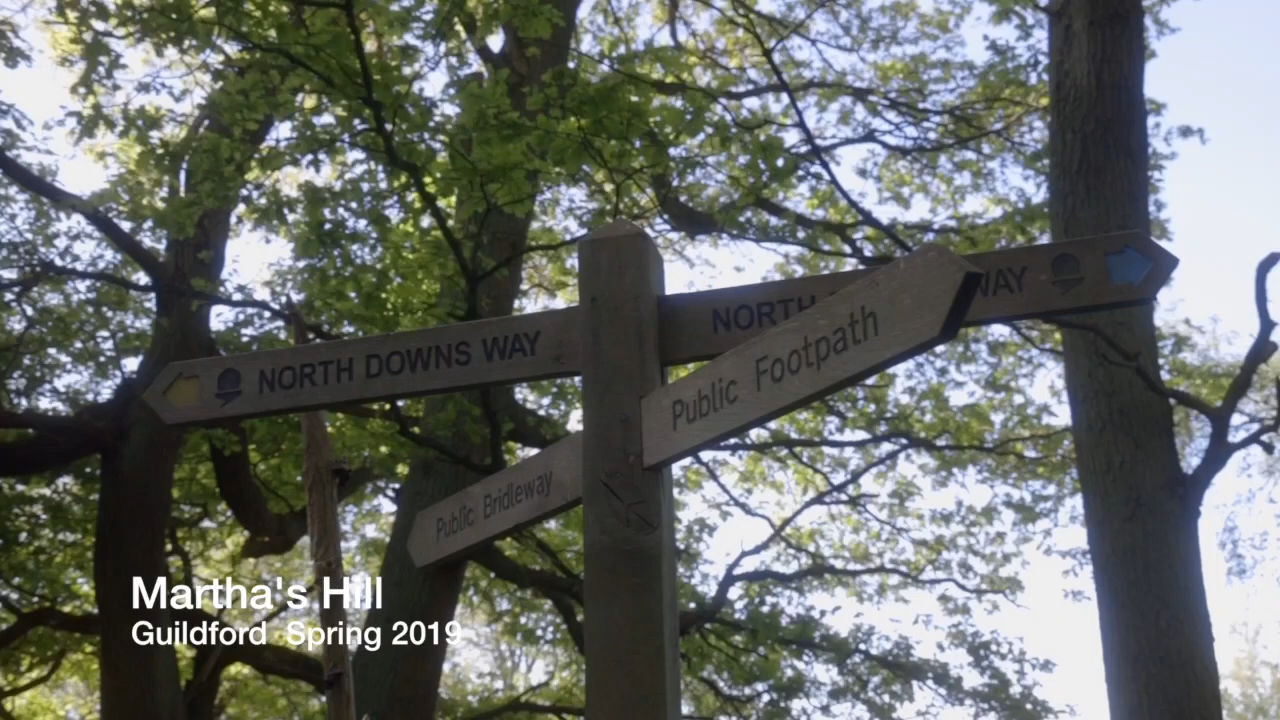 NORTH DOWNS WAY
NORTH WAY
Public Footpath
Public Bridleway
Martha's Hill
Guildford Spring 2019